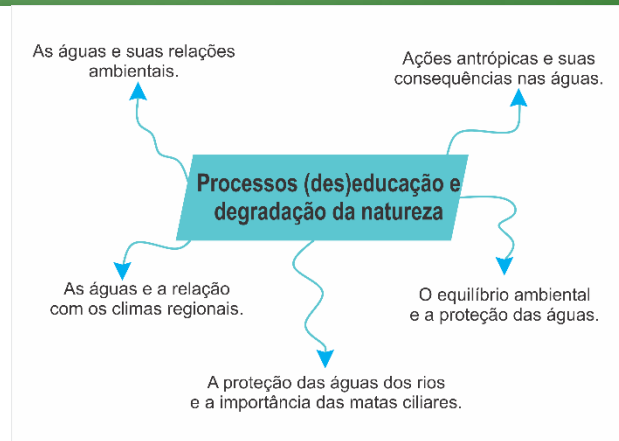 As águas e suas relações
ambientais.
Ações antrópicas e suas
consequências nas águas.
Processos (des)educação e
degradação da natureza
As águas e a relação
com os climas regionais.
O equilíbrio ambiental
e a proteção das águas.
A proteção das águas dos rios
e a importância das matas ciliares.